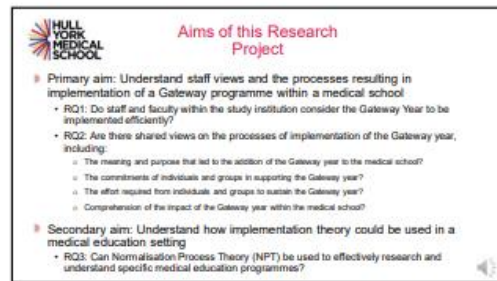 HULL
YORK
MEDICAL
SCHOOL
Aims of this Research
Project
Primary aim: Understand staff views and the processes resulting in
implementation of a Gateway programme within a medical school
• RQ1: Do staff and faculty within the study institution consider the Gateway Year to be
implemented efficiently?
• RQ2: Are there shared views on the processes of implementation of the Gateway year,
including:
The meaning and purpose that led to the addition of the Gateway year to the medical school?
The commitments of individuals and groups in supporting the Gateway year?
The effort required from individuals and groups to sustain the Gateway year?
Comprehension of the impact of the Gateway year within the medical school?
Secondary aim: Understand how implementation theory could be used in a
medical education setting
• RQ3: Can Normalisation Process Theory (NPT) be used to effectively research and
understand specific medical education programmes?